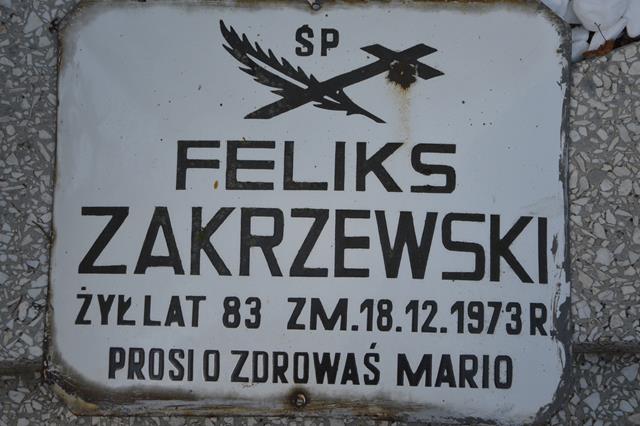 ŚP
FELIKS
ZAKRZEWSKI
ŻYŁ LAT 83 ZM.18.12.1973 R.
PROSI O ZDROWAŚ MARIO